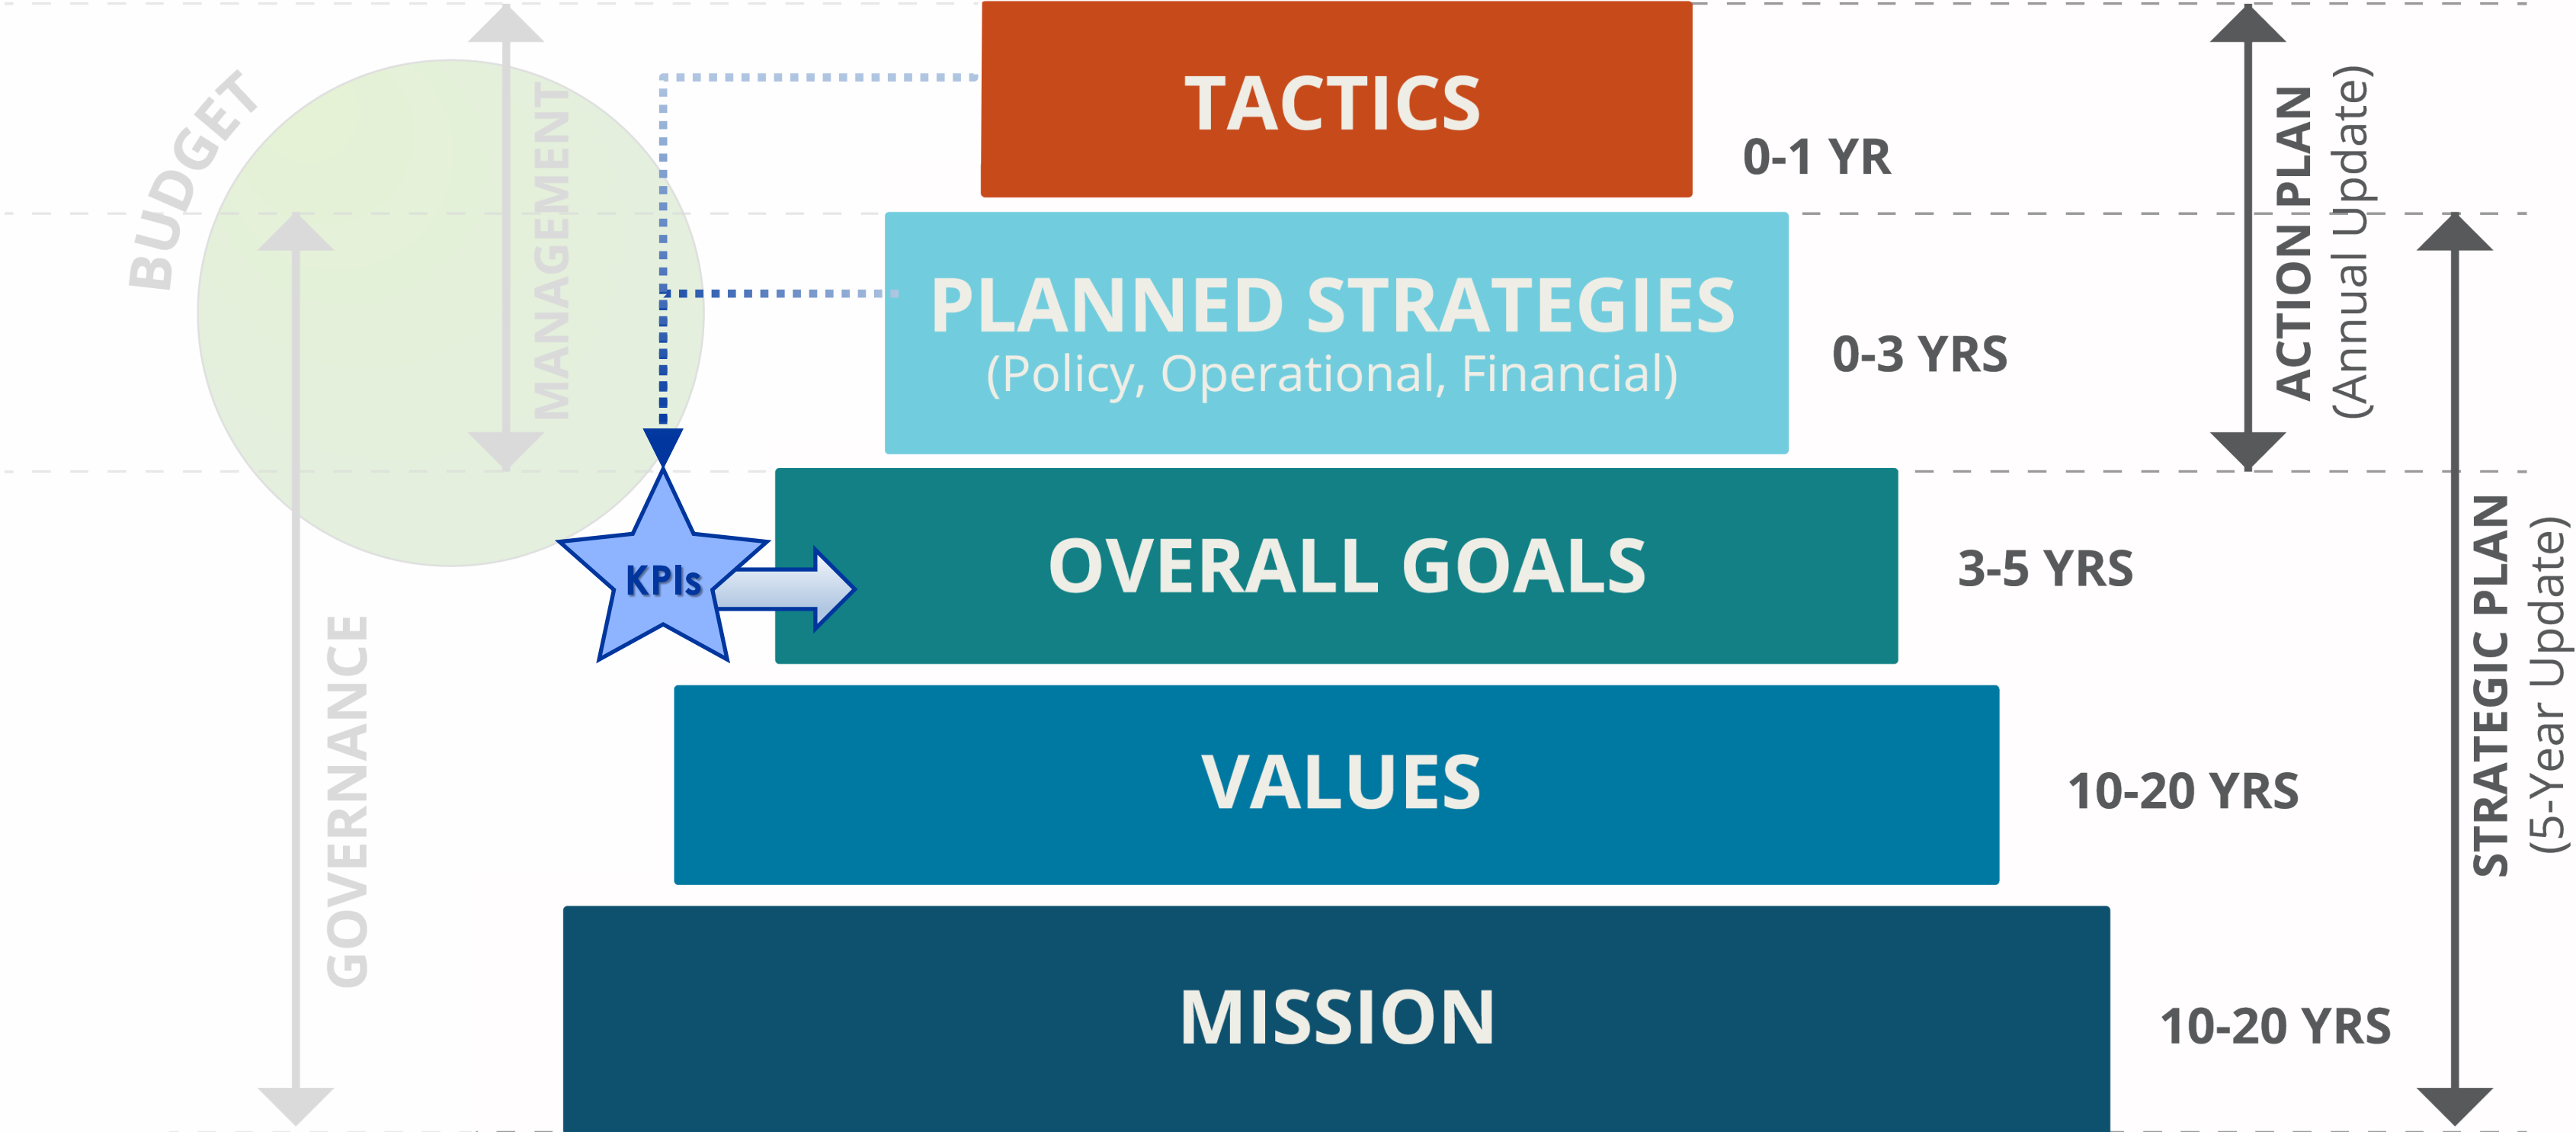 BUDGET
MANAGEMENT
GOVERNANCE
TACTICS
0-1 YR
PLANNED STRATEGIES
(Policy, Operational, Financial)
0-3 YRS
KPIs
OVERALL GOALS
3-5 YRS
VALUES
10-20 YRS
MISSION
10-20 YRS
ACTION PLAN
(Annual Update)
STRATEGIC PLAN
(5-Year Update)